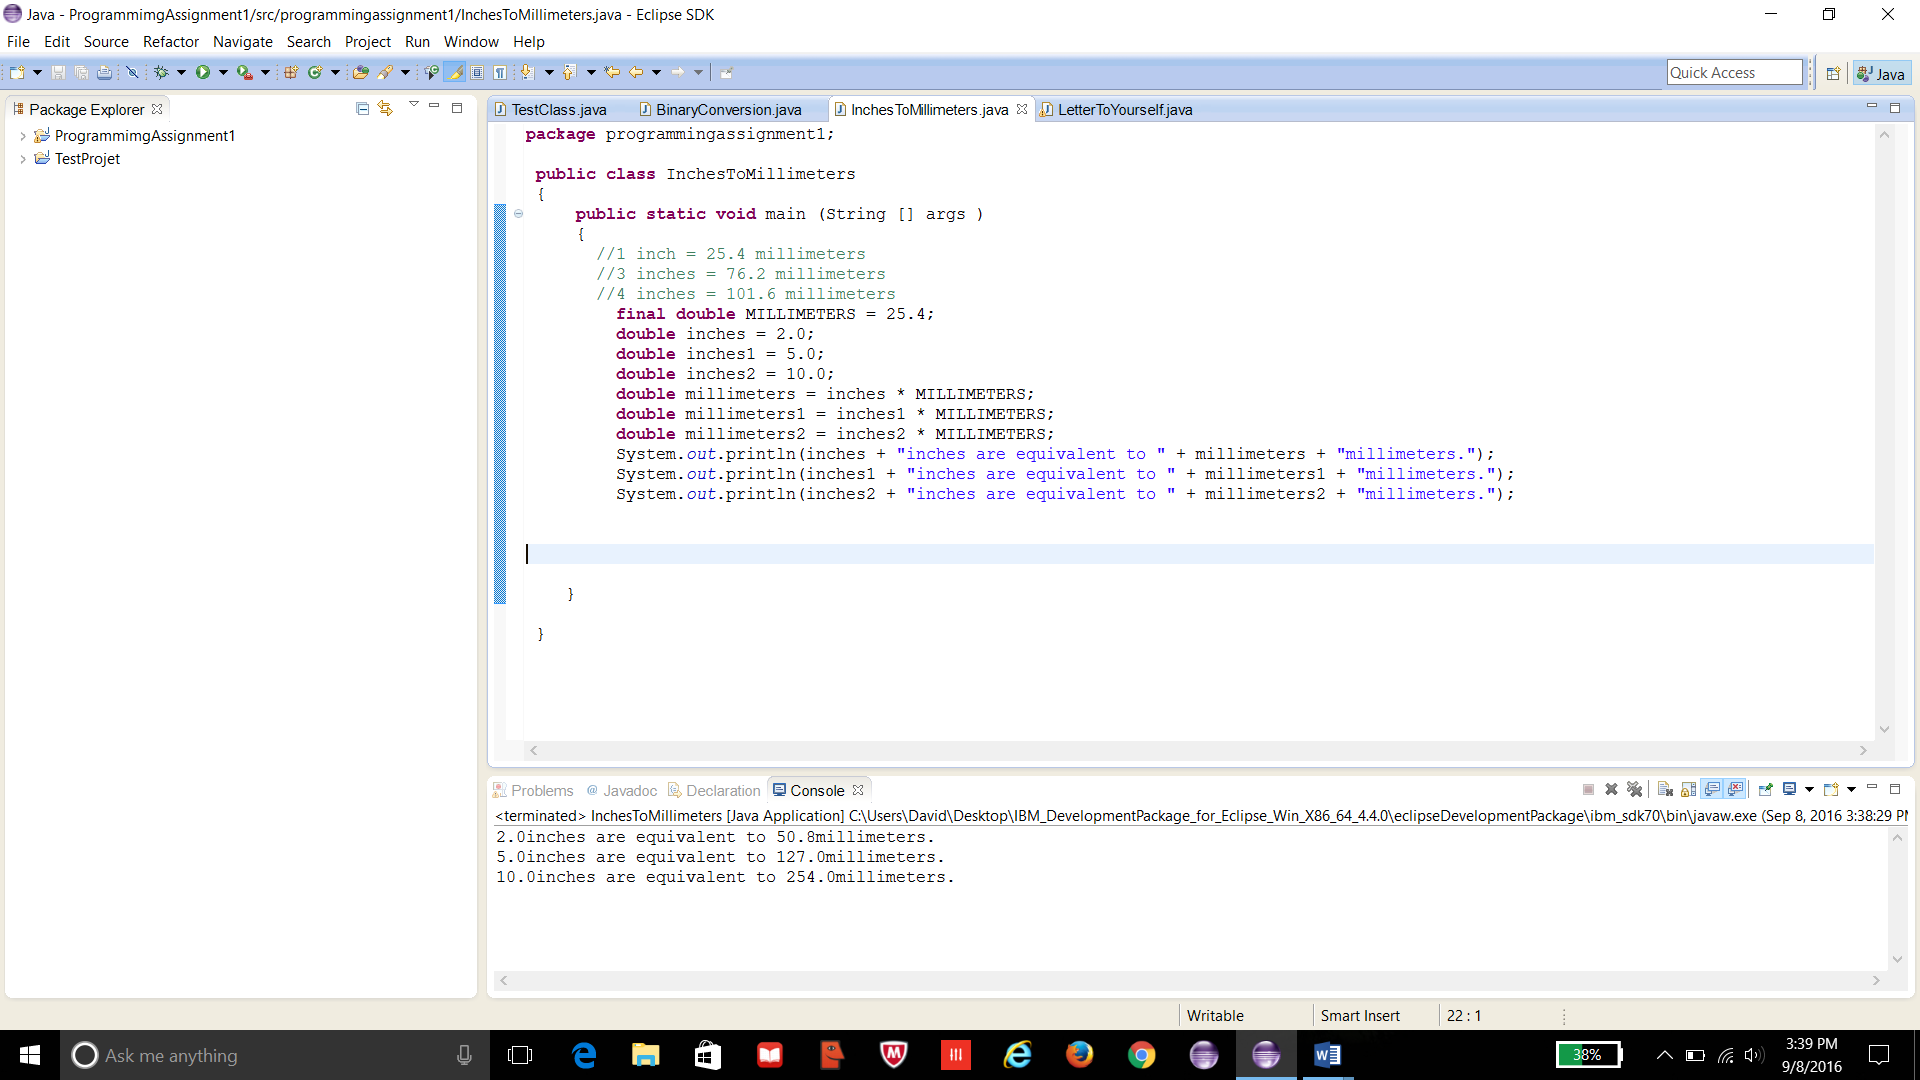 Java - ProgrammimgAssignment1/src/programmingassignment1/InchesToMillimeters.java - Eclipse SDK
File Edit Source Refactor Navigate Search Project Run Window Help
Quick Access
Java
Package Explorer
TestClass.java BinaryConversion.java InchesToMillimeters.java LetterToYourself.java
ProgrammimgAssignment1
TestProjet
package programmingassignment1;
public class InchesToMillimeters
{
public static void main (String [] args )
{
//1 inch = 25.4 millimeters
//3 inches = 76.2 millimeters
//4 inches = 101.6 millimeters
final double MILLIMETERS = 25.4;
double inches = 2.0;
double inches1 = 5.0;
double inches2 = 10.0;
double millimeters = inches * MILLIMETERS;
double millimeters1 = inches1 * MILLIMETERS;
double millimeters2 = inches2 * MILLIMETERS;
System.out.println(inches + "inches are equivalent to " + millimeters + "millimeters.");
System.out.println(inches1 + "inches are equivalent to " + millimeters1 + "millimeters.");
System.out.println(inches2 + "inches are equivalent to " + millimeters2 + "millimeters.");
}
}
Problems @ Javadoc Declaration Console
<terminated> InchesToMillimeters [Java Application] C:\Users\David\Desktop\IBM_DevelopmentPackage_for_Eclipse_Win_X86_64_4.4.0\eclipseDevelopmentPackage\ibm_sdk70\bin\javaw.exe (Sep 8, 2016 3:38:29 P
2.0inches are equivalent to 50.8millimeters.
5.0inches are equivalent to 127.0millimeters.
10.0inches are equivalent to 254.0millimeters.
Writable Smart Insert 22 : 1
Ask me anything
38%
3:39 PM
9/8/2016